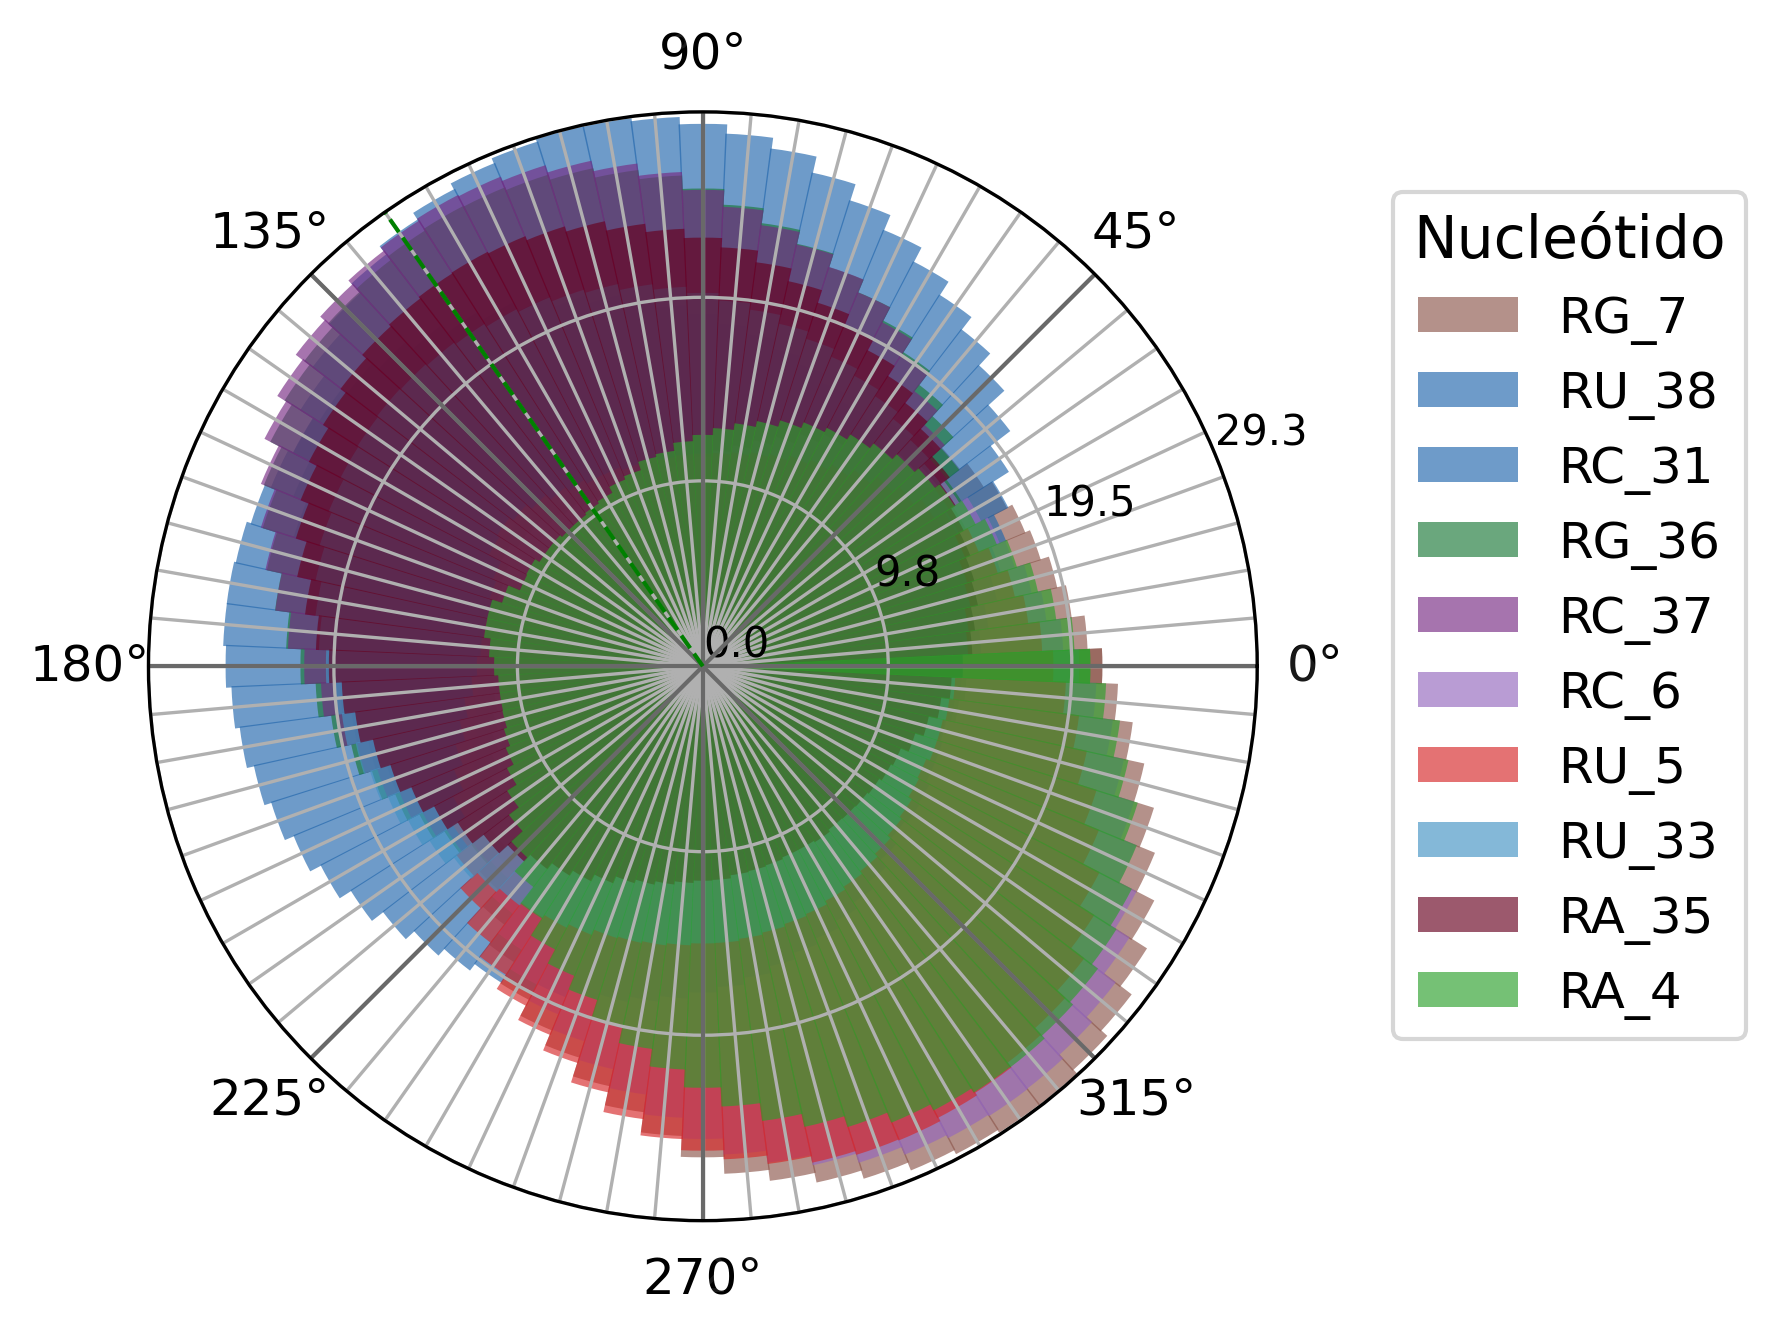 90°
135°
45°
29.3
19.5
9.8
0.0
180°
0°
225°
315°
270°
Nucleótido
RG_7
RU_38
RC_31
RG_36
RC_37
RC_6
RU_5
RU_33
RA_35
RA_4